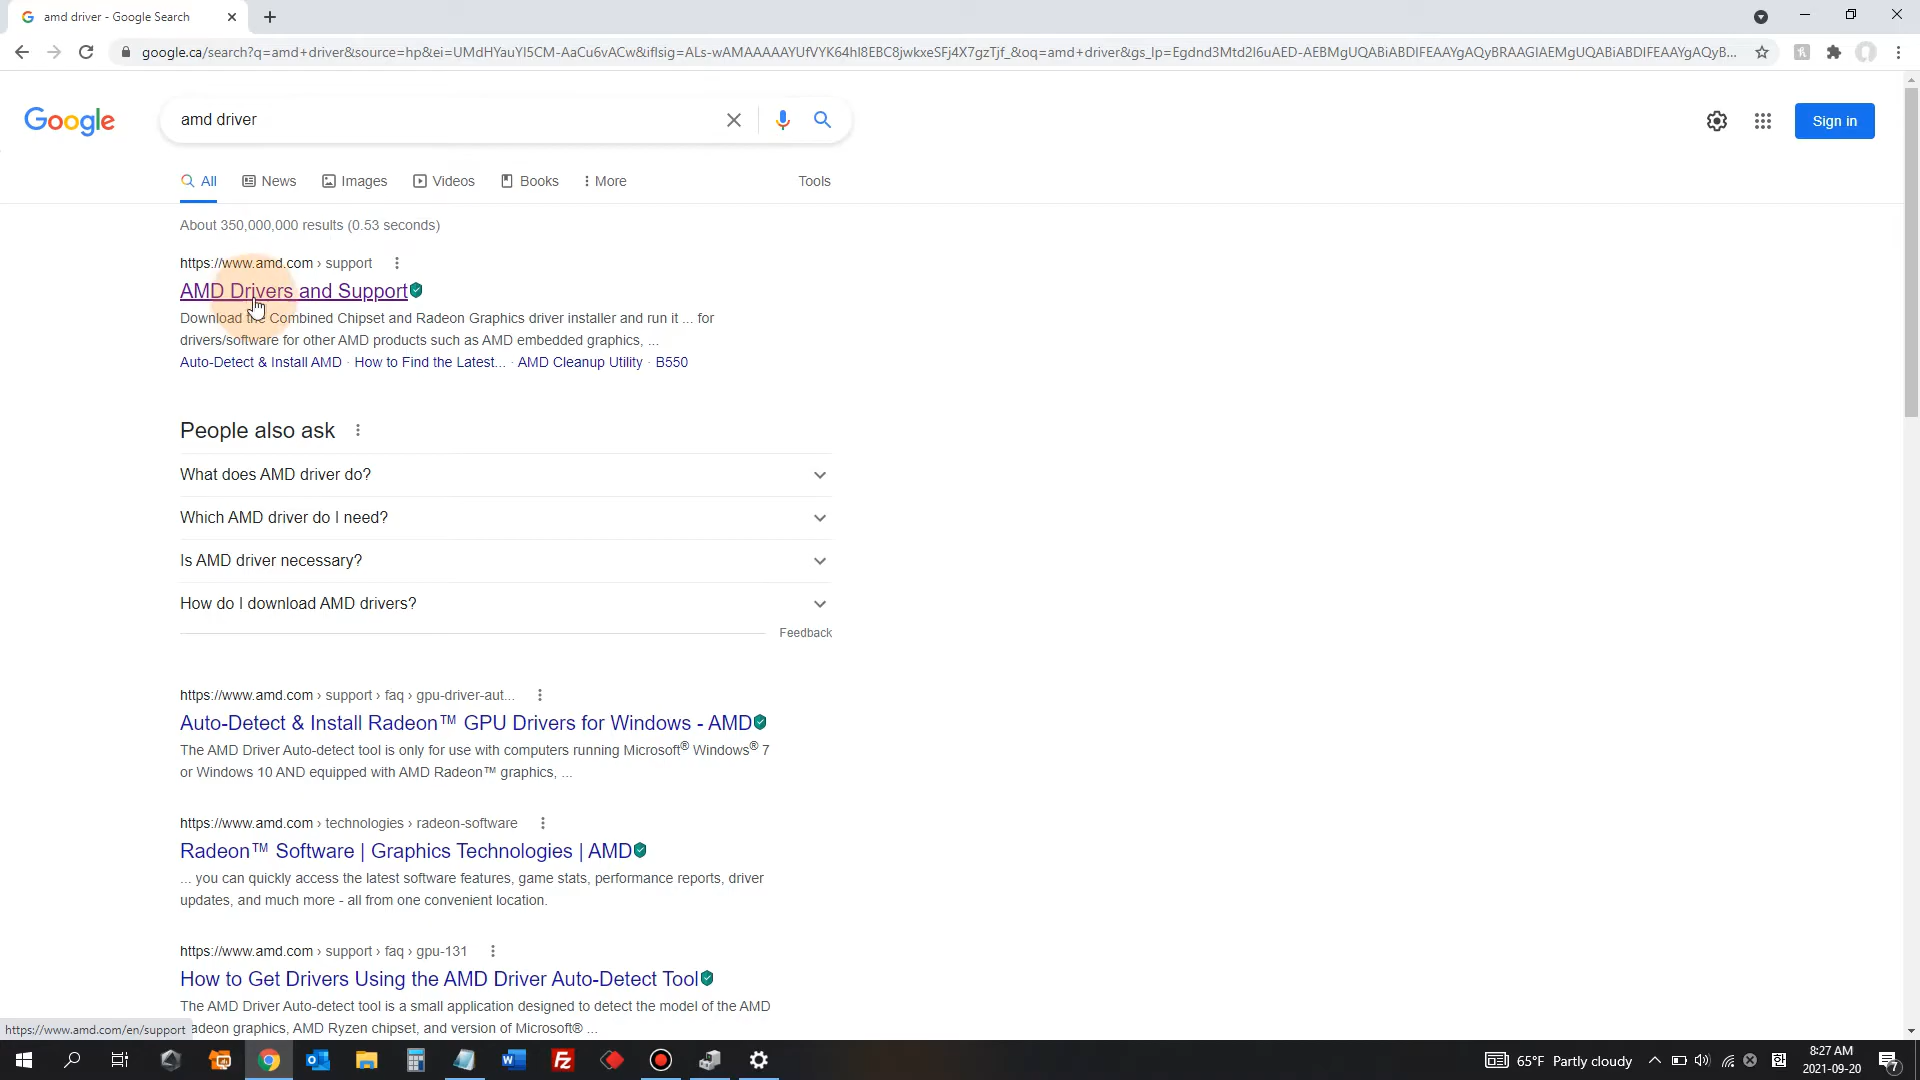 amd driver - Google Search
google.ca/search?q=amd+driver&source=hp&ei=UMdHYauYI5CM-AaCu6vACw&iflsig=ALs-wAMAAAAAYUfVYK64hI8EBC8jwkxeSFj4X7gzTjf_&oq=amd+driver&gs_lp=Egdnd3Mtd2l6uAED-AEBMgUQABiABDIFEAAYgAQyBRAAGIAEMgUQABiABDIFEAAYgAQyB...
Google
amd driver
Sign in
All
News
Images
Videos
Books
More
Tools
About 350,000,000 results (0.53 seconds)
https://www.amd.com › support
AMD Drivers and Support
Download the Combined Chipset and Radeon Graphics driver installer and run it ... for
drivers/software for other AMD products such as AMD embedded graphics, ...
Auto-Detect & Install AMD · How to Find the Latest... · AMD Cleanup Utility · B550
People also ask
What does AMD driver do?
Which AMD driver do I need?
Is AMD driver necessary?
How do I download AMD drivers?
Feedback
https://www.amd.com › support › faq › gpu-driver-aut...
Auto-Detect & Install Radeon™ GPU Drivers for Windows - AMD
The AMD Driver Auto-detect tool is only for use with computers running Microsoft® Windows® 7
or Windows 10 AND equipped with AMD Radeon™ graphics, ...
https://www.amd.com › technologies › radeon-software
Radeon™ Software | Graphics Technologies | AMD
... you can quickly access the latest software features, game stats, performance reports, driver
updates, and much more - all from one convenient location.
https://www.amd.com › support › faq › gpu-131
How to Get Drivers Using the AMD Driver Auto-Detect Tool
The AMD Driver Auto-detect tool is a small application designed to detect the model of the AMD
adeon graphics, AMD Ryzen chipset, and version of Microsoft® ...
https://www.amd.com/en/support
65°F Partly cloudy
8:27 AM
2021-09-20
7